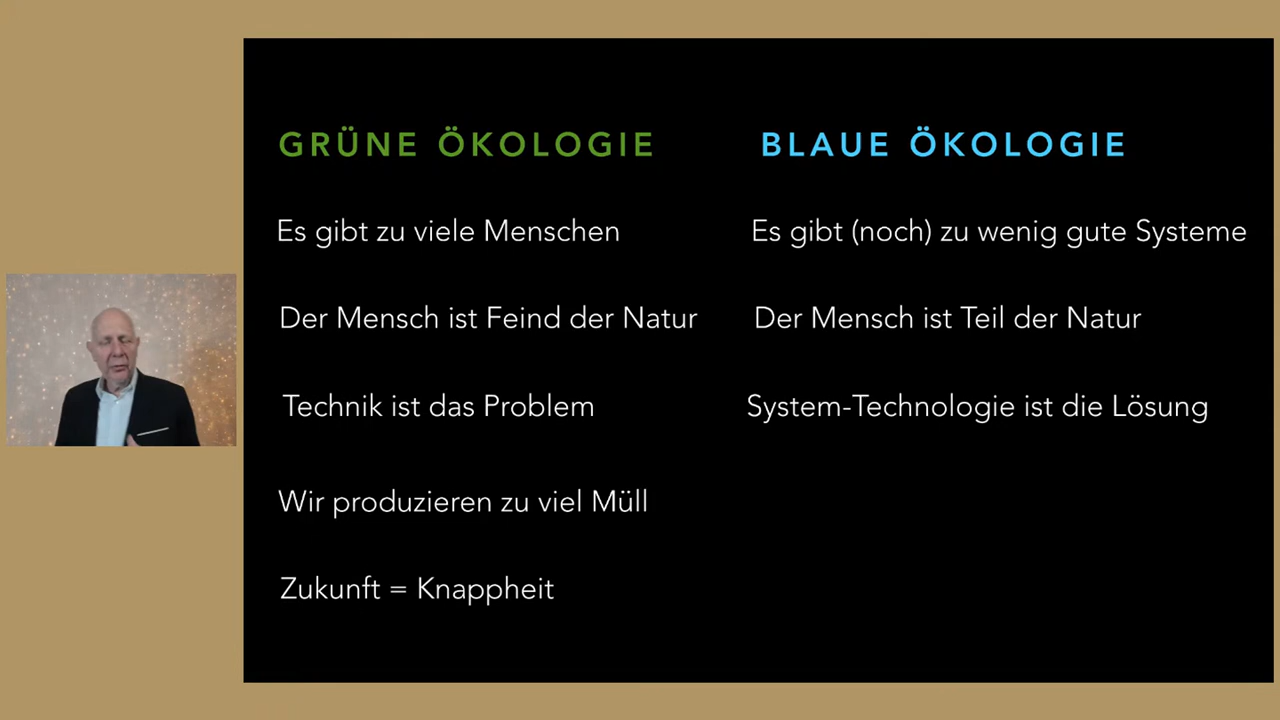 GRÜNE ÖKOLOGIE
BLAUE ÖKOLOGIE
Es gibt zu viele Menschen
Es gibt (noch) zu wenig gute Systeme
Der Mensch ist Feind der Natur
Der Mensch ist Teil der Natur
Technik ist das Problem
System-Technologie ist die Lösung
Wir produzieren zu viel Müll
Zukunft = Knappheit